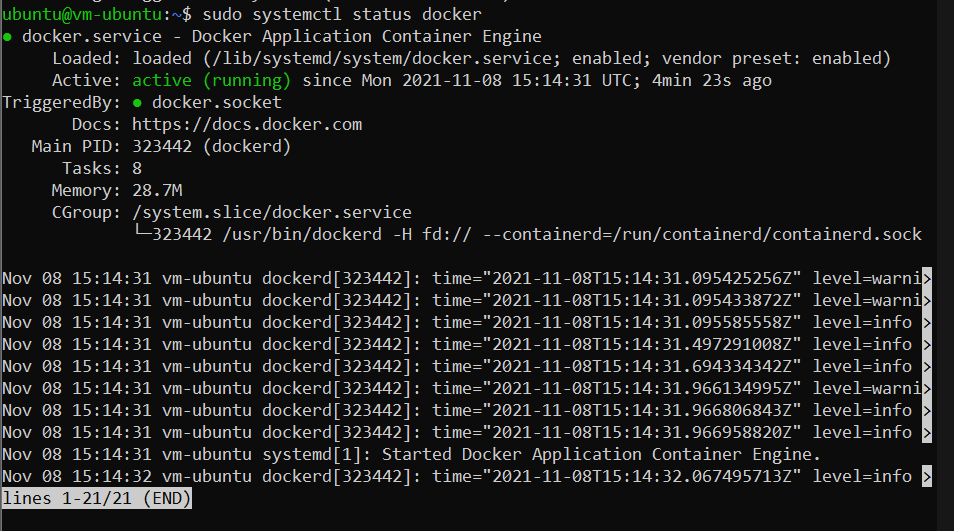 ubuntu@vm-ubuntu:~$ sudo systemctl status docker
● docker.service - Docker Application Container Engine
     Loaded: loaded (/lib/systemd/system/docker.service; enabled; vendor preset: enabled)
     Active: active (running) since Mon 2021-11-08 15:14:31 UTC; 4min 23s ago
TriggeredBy: ● docker.socket
       Docs: https://docs.docker.com
   Main PID: 323442 (dockerd)
      Tasks: 8
     Memory: 28.7M
     CGroup: /system.slice/docker.service
             └─323442 /usr/bin/dockerd -H fd:// --containerd=/run/containerd/containerd.sock

Nov 08 15:14:31 vm-ubuntu dockerd[323442]: time="2021-11-08T15:14:31.095425256Z" level=warni>
Nov 08 15:14:31 vm-ubuntu dockerd[323442]: time="2021-11-08T15:14:31.095433872Z" level=warni>
Nov 08 15:14:31 vm-ubuntu dockerd[323442]: time="2021-11-08T15:14:31.095585558Z" level=info >
Nov 08 15:14:31 vm-ubuntu dockerd[323442]: time="2021-11-08T15:14:31.497291008Z" level=info >
Nov 08 15:14:31 vm-ubuntu dockerd[323442]: time="2021-11-08T15:14:31.694334342Z" level=info >
Nov 08 15:14:31 vm-ubuntu dockerd[323442]: time="2021-11-08T15:14:31.966134995Z" level=warni>
Nov 08 15:14:31 vm-ubuntu dockerd[323442]: time="2021-11-08T15:14:31.966806843Z" level=info >
Nov 08 15:14:31 vm-ubuntu dockerd[323442]: time="2021-11-08T15:14:31.966958820Z" level=info >
Nov 08 15:14:31 vm-ubuntu systemd[1]: Started Docker Application Container Engine.
Nov 08 15:14:32 vm-ubuntu dockerd[323442]: time="2021-11-08T15:14:32.067495713Z" level=info >
lines 1-21/21 (END)